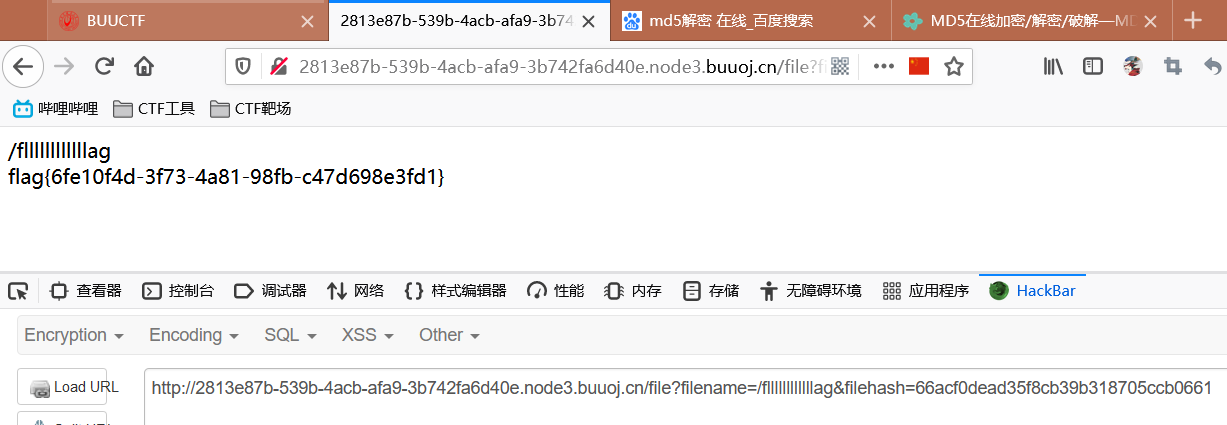 BUUCTF
2813e87b-539b-4acb-afa9-3b74
md5解密 在线_百度搜索
MD5在线加密/解密/破解—MD
2813e87b-539b-4acb-afa9-3b742fa6d40e.node3.buuoj.cn/file?f
哔哩哔哩 CTF工具 CTF靶场
/fllllllllllllag
flag{6fe10f4d-3f73-4a81-98fb-c47d698e3fd1}
查看器 控制台 调试器 网络 样式编辑器 性能 内存 存储 无障碍环境 应用程序 HackBar
Encryption Encoding SQL XSS Other
Load URL
http://2813e87b-539b-4acb-afa9-3b742fa6d40e.node3.buuoj.cn/file?filename=/fllllllllllllag&filehash=66acf0dead35f8cb39b318705ccb0661